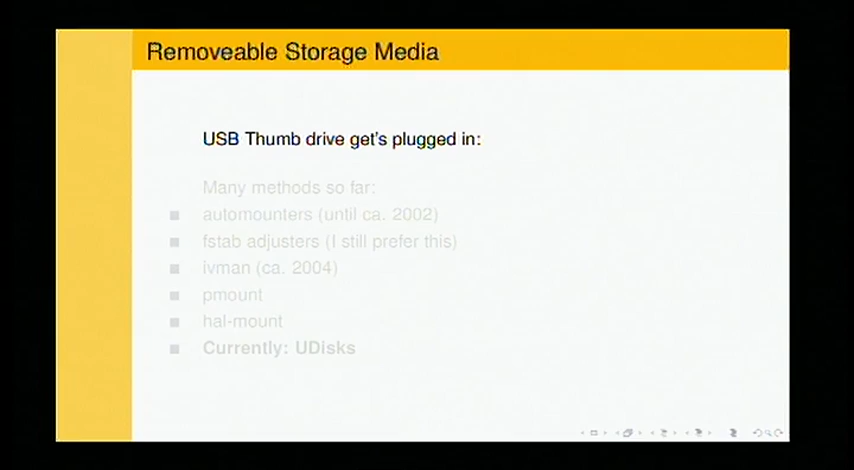 Removeable Storage Media
USB Thumb drive get's plugged in:
Many methods so far:
automounters (until ca. 2002)
fstab adjusters (I still prefer this)
ivman (ca. 2004)
pmount
hal-mount
Currently: UDisks